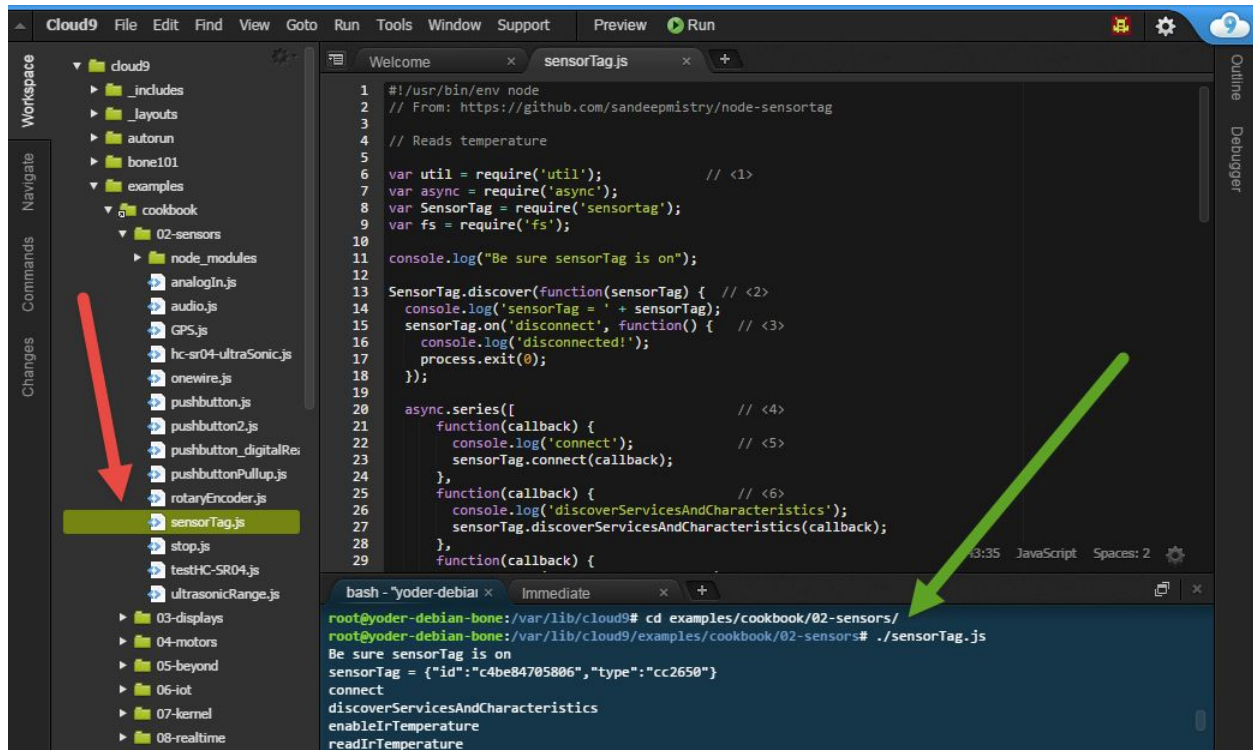 Cloud9 File Edit Find View Goto Run Tools Window Support Preview Run
Workspace
Navigate
Commands
Changes
cloud9
_includes
_layouts
autorun
bone101
examples
cookbook
02-sensors
node_modules
analogIn.js
audio.js
GPS.js
hc-sr04-ultraSonic.js
onewire.js
pushbutton.js
pushbutton2.js
pushbutton_digitalRea
pushbuttonPullup.js
rotaryEncoder.js
sensorTag.js
stop.js
testHC-SR04.js
ultrasonicRange.js
03-displays
04-motors
05-beyond
06-iot
07-kernel
08-realtime
Welcome × sensorTag.js × +
1 #!/usr/bin/env node
2 // From: https://github.com/sandeepmistry/node-sensortag
3
4 // Reads temperature
5
6 var util = require('util'); // <1>
7 var async = require('async');
8 var SensorTag = require('sensortag');
9 var fs = require('fs');
10
11 console.log("Be sure sensorTag is on");
12
13 SensorTag.discover(function(sensorTag) { // <2>
14 console.log('sensorTag = ' + sensorTag);
15 sensorTag.on('disconnect', function() { // <3>
16 console.log('disconnected!');
17 process.exit(0);
18 });
19
20 async.series([ // <4>
21 function(callback) {
22 console.log('connect'); // <5>
23 sensorTag.connect(callback);
24 },
25 function(callback) { // <6>
26 console.log('discoverServicesAndCharacteristics');
27 sensorTag.discoverServicesAndCharacteristics(callback);
28 },
29 function(callback) {
JavaScript Spaces: 2
bash - "yoder-debian × Immediate × +
root@yoder-debian-bone:/var/lib/cloud9# cd examples/cookbook/02-sensors/
root@yoder-debian-bone:/var/lib/cloud9/examples/cookbook/02-sensors# ./sensorTag.js
Be sure sensorTag is on
sensorTag = {"id":"c4be84705806","type":"cc2650"}
connect
discoverServicesAndCharacteristics
enableIrTemperature
readIrTemperature
9
Outline
Debugger